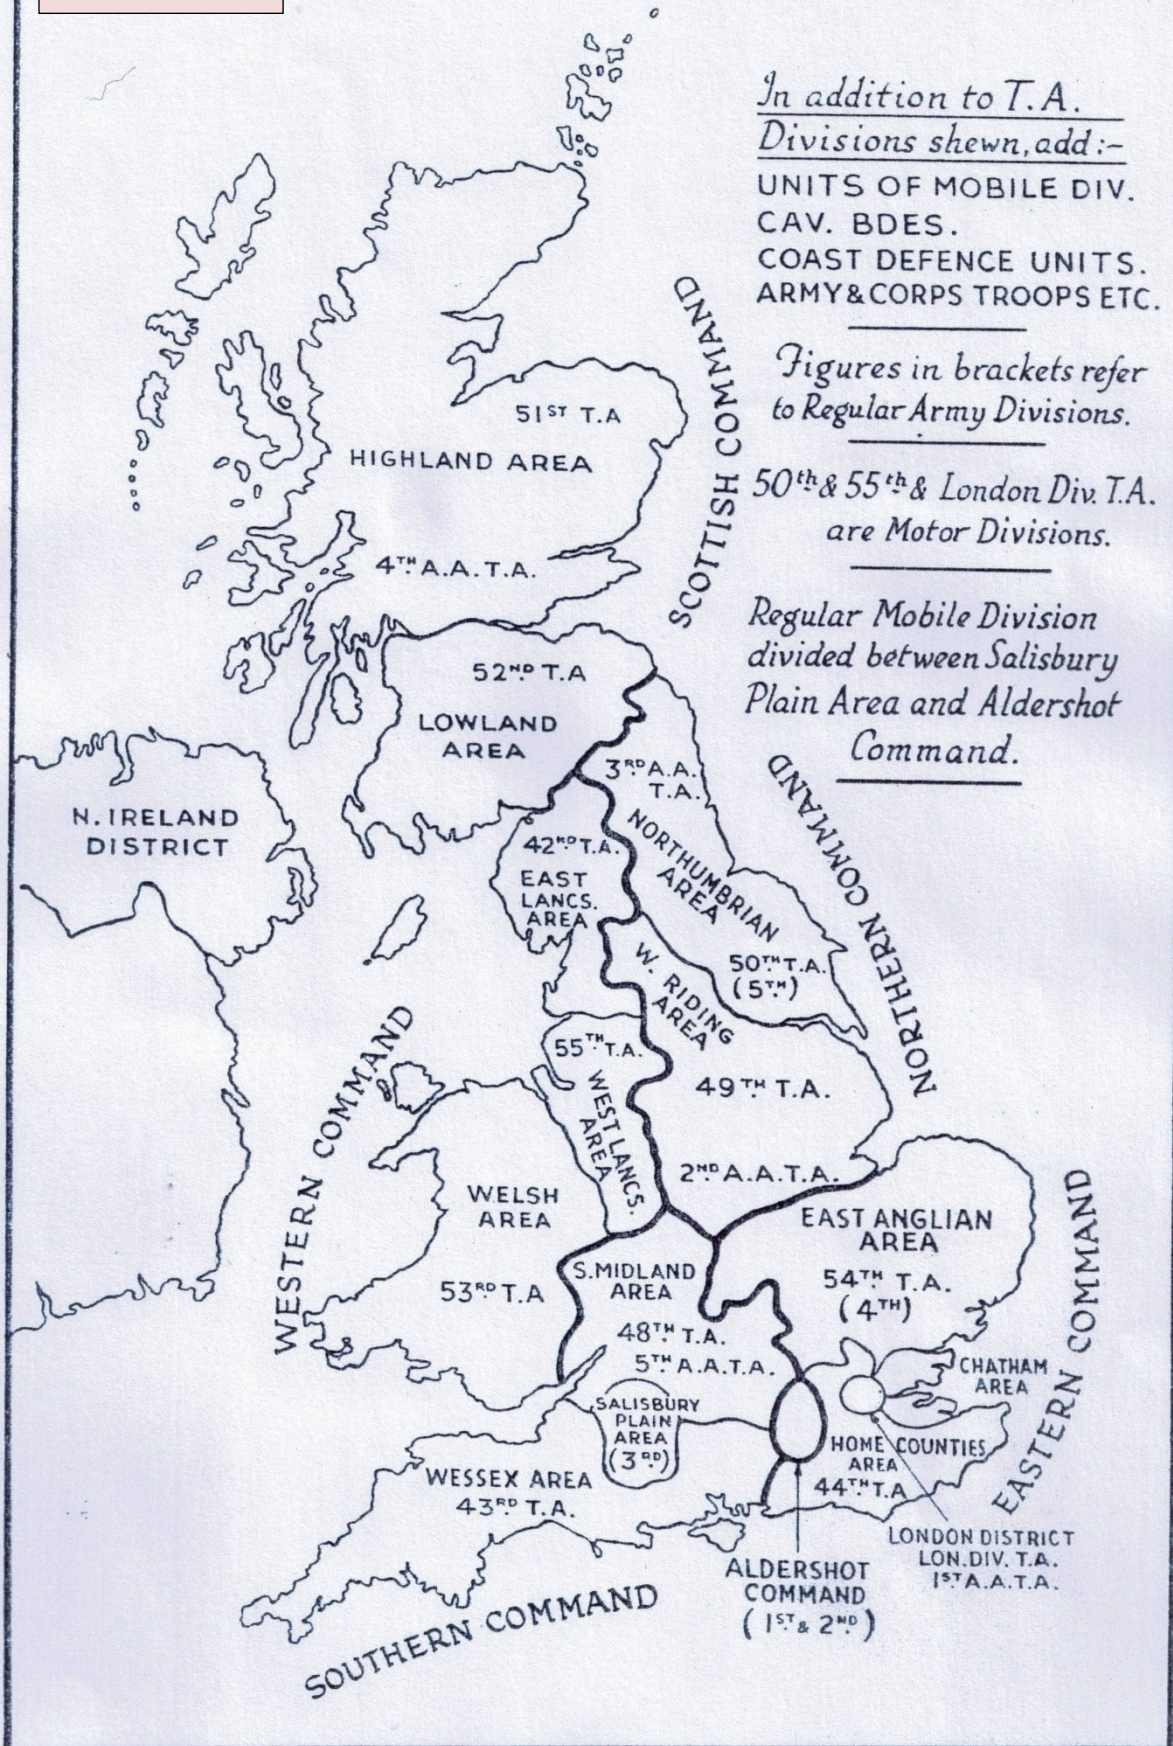 In addition to T.A.
Divisions shewn, add :-
UNITS OF MOBILE DIV.
CAV. BDES.
COAST DEFENCE UNITS.
ARMY & CORPS TROOPS ETC.
Figures in brackets refer
to Regular Army Divisions.
50th & 55th & London Div. T.A.
are Motor Divisions.
Regular Mobile Division
divided between Salisbury
Plain Area and Aldershot
Command.
SCOTTISH COMMAND
51ST T.A
HIGHLAND AREA
4TH A.A. T.A.
52ND T.A
LOWLAND
AREA
N. IRELAND
DISTRICT
NORTHERN COMMAND
3RD A.A.
T.A.
NORTHUMBRIAN
AREA
50TH T.A.
(5TH)
42ND T.A.
EAST
LANCS.
AREA
W. RIDING
AREA
49TH T.A.
2ND A.A. T.A.
WESTERN COMMAND
55TH T.A.
WEST LANCS.
AREA
WELSH
AREA
53RD T.A
EASTERN COMMAND
EAST ANGLIAN
AREA
54TH T.A.
(4TH)
S. MIDLAND
AREA
48TH T.A.
5TH A.A. T.A.
CHATHAM
AREA
SALISBURY
PLAIN
AREA
(3RD)
HOME COUNTIES
AREA
44TH T.A
WESSEX AREA
43RD T.A.
LONDON DISTRICT
LON. DIV. T.A.
1ST A.A. T.A.
ALDERSHOT
COMMAND
(1ST & 2ND)
SOUTHERN COMMAND